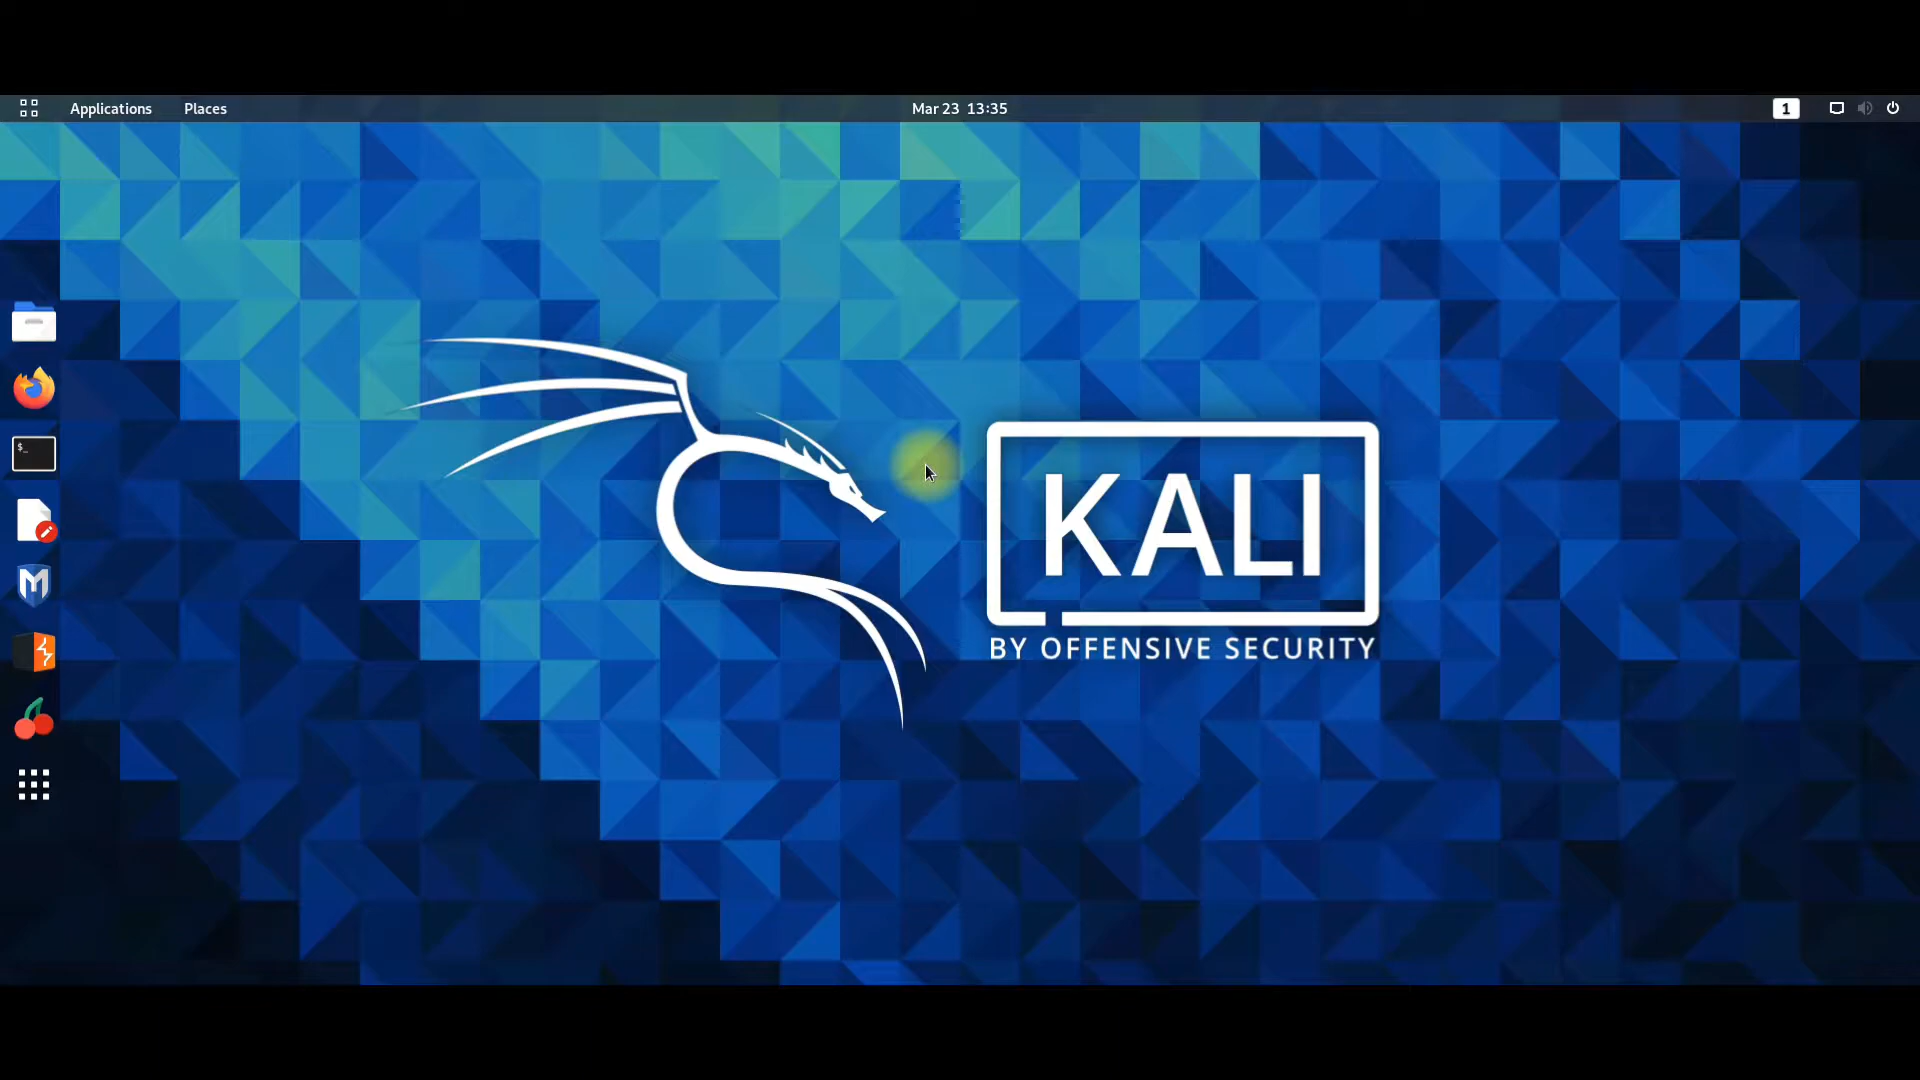 Applications Places Mar 23 13:35 1
$_
KALI
BY OFFENSIVE SECURITY